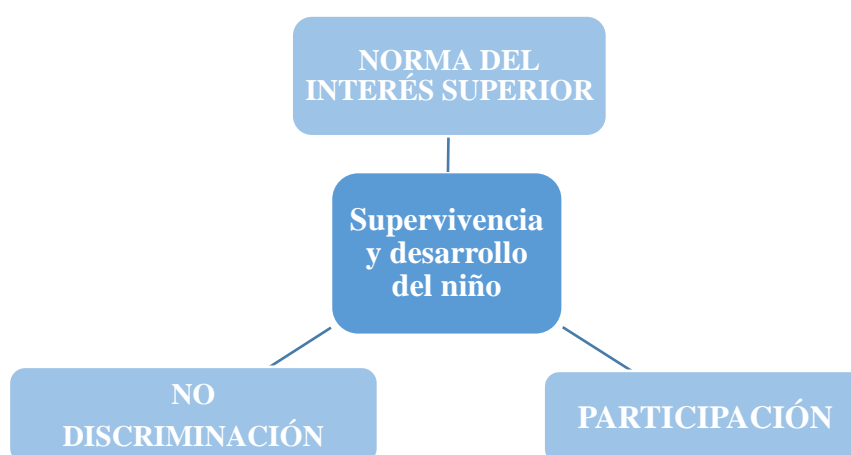 NORMA DEL
INTERÉS SUPERIOR
Supervivencia
y desarrollo
del niño
NO
DISCRIMINACIÓN
PARTICIPACIÓN